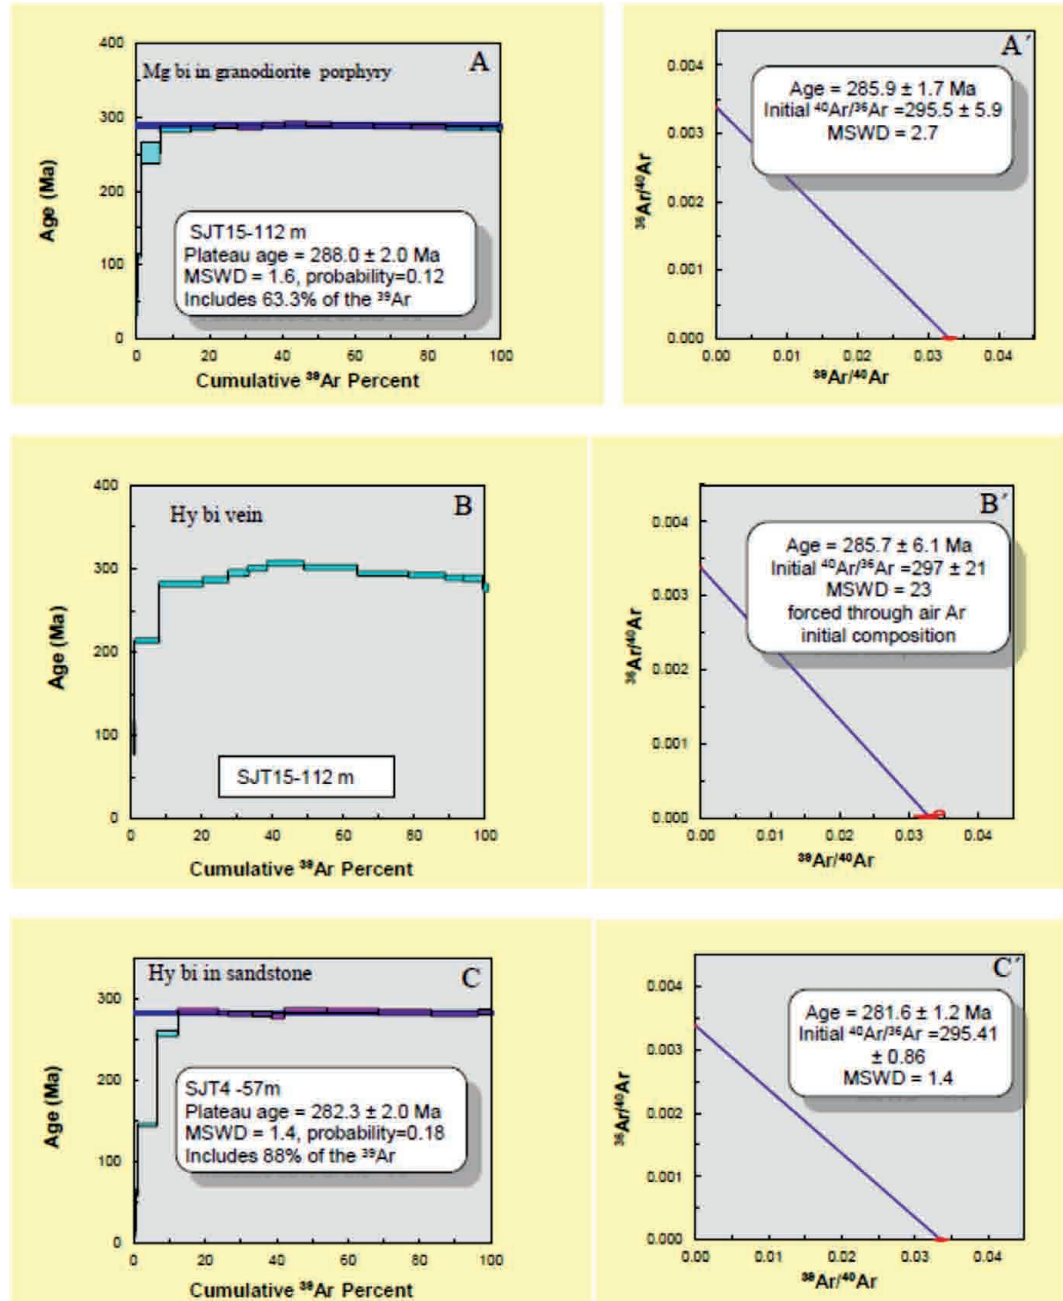 A
Mg bi in granodiorite porphyry
Age (Ma)
400
300
200
100
0
SJT15-112 m
Plateau age = 288.0 ± 2.0 Ma
MSWD = 1.6, probability=0.12
Includes 63.3% of the ³⁹Ar
0 20 40 60 80 100
Cumulative ³⁹Ar Percent
A´
³⁶Ar/⁴⁰Ar
0.004
0.003
0.002
0.001
0.000
Age = 285.9 ± 1.7 Ma
Initial ⁴⁰Ar/³⁶Ar =295.5 ± 5.9
MSWD = 2.7
0.00 0.01 0.02 0.03 0.04
³⁹Ar/⁴⁰Ar
B
Hy bi vein
Age (Ma)
400
300
200
100
0
SJT15-112 m
0 20 40 60 80 100
Cumulative ³⁹Ar Percent
B´
³⁶Ar/⁴⁰Ar
0.004
0.003
0.002
0.001
0.000
Age = 285.7 ± 6.1 Ma
Initial ⁴⁰Ar/³⁶Ar =297 ± 21
MSWD = 23
forced through air Ar
initial composition
0.00 0.01 0.02 0.03 0.04
³⁹Ar/⁴⁰Ar
C
Hy bi in sandstone
Age (Ma)
300
200
100
0
SJT4 -57m
Plateau age = 282.3 ± 2.0 Ma
MSWD = 1.4, probability=0.18
Includes 88% of the ³⁹Ar
0 20 40 60 80 100
Cumulative ³⁹Ar Percent
C´
³⁶Ar/⁴⁰Ar
0.004
0.003
0.002
0.001
0.000
Age = 281.6 ± 1.2 Ma
Initial ⁴⁰Ar/³⁶Ar =295.41
± 0.86
MSWD = 1.4
0.00 0.01 0.02 0.03 0.04
³⁹Ar/⁴⁰Ar